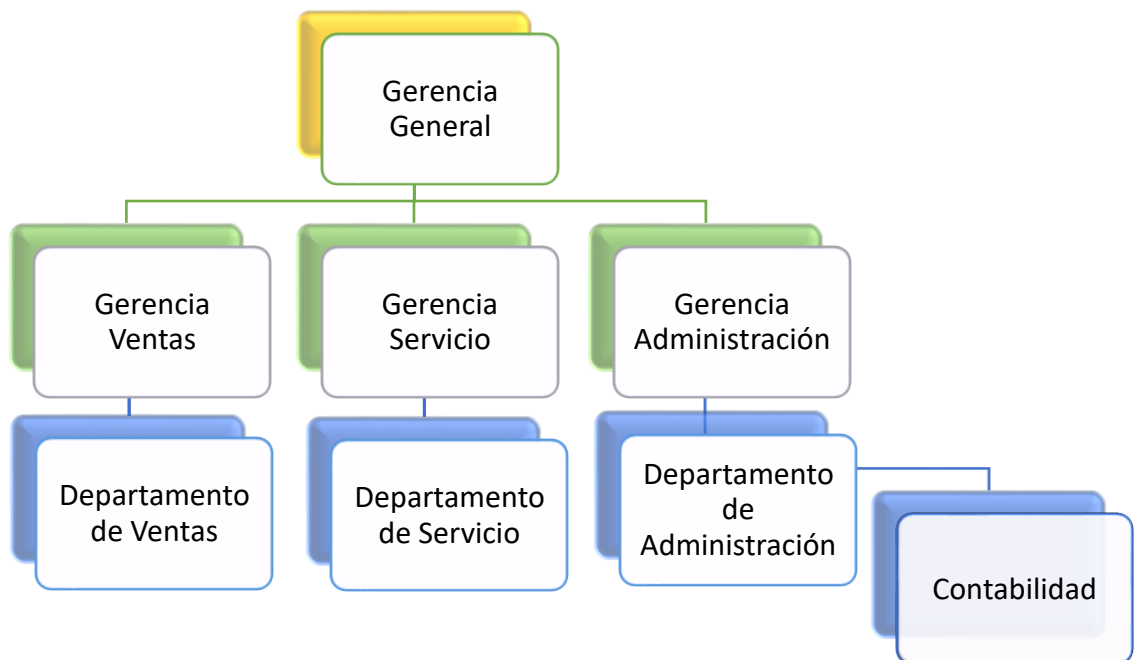 Gerencia
General
Gerencia
Ventas
Gerencia
Servicio
Gerencia
Administración
Departamento
de Ventas
Departamento
de Servicio
Departamento
de
Administración
Contabilidad